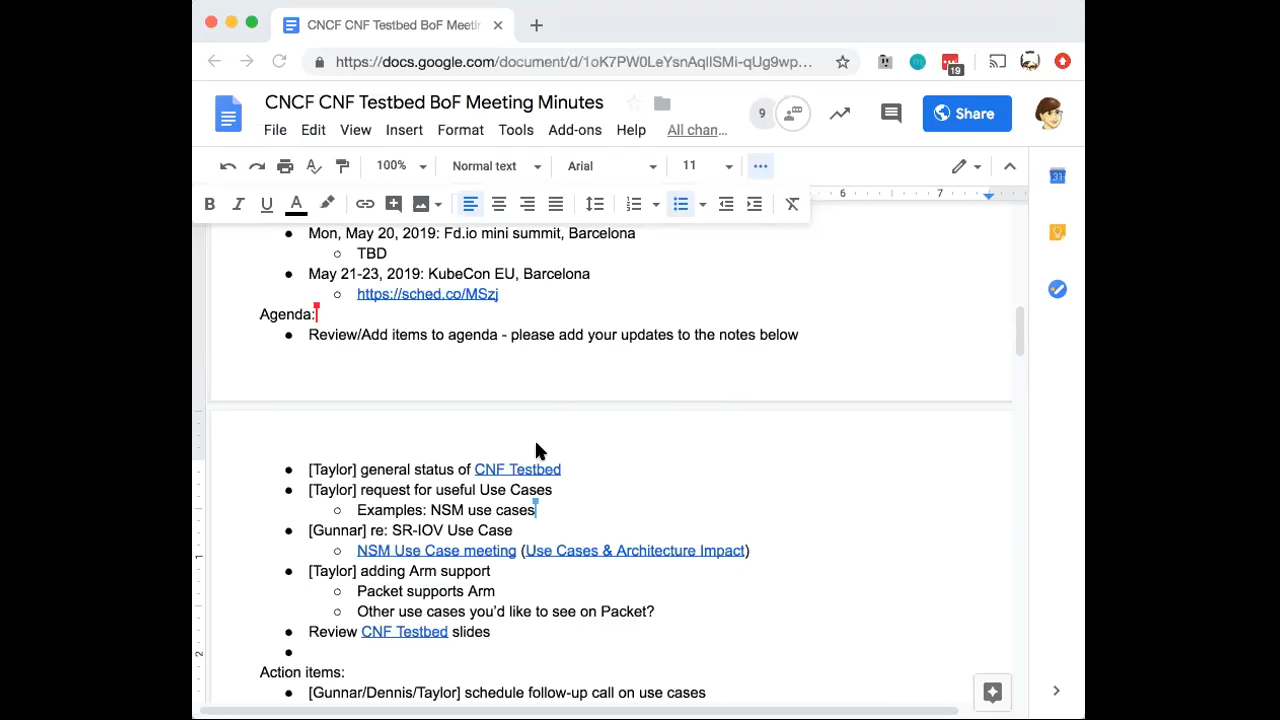 CNCF CNF Testbed BoF Meetin
https://docs.google.com/document/d/1oK7PW0LeYsnAqllSMi-qUg9wp...
19
CNCF CNF Testbed BoF Meeting Minutes
File Edit View Insert Format Tools Add-ons Help All chan...
9
Share
100% Normal text Arial 11
B I U A
6 7
31
● Mon, May 20, 2019: Fd.io mini summit, Barcelona
○ TBD
● May 21-23, 2019: KubeCon EU, Barcelona
○ https://sched.co/MSzj
Agenda:
● Review/Add items to agenda - please add your updates to the notes below
● [Taylor] general status of CNF Testbed
● [Taylor] request for useful Use Cases
○ Examples: NSM use cases
● [Gunnar] re: SR-IOV Use Case
○ NSM Use Case meeting (Use Cases & Architecture Impact)
● [Taylor] adding Arm support
○ Packet supports Arm
○ Other use cases you'd like to see on Packet?
● Review CNF Testbed slides
●
Action items:
● [Gunnar/Dennis/Taylor] schedule follow-up call on use cases
1
2